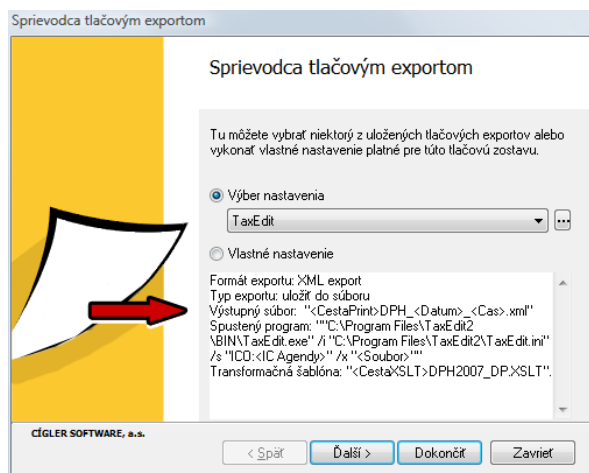 Sprievodca tlačovým exportom
Sprievodca tlačovým exportom
Tu môžete vybrať niektorý z uložených tlačových exportov alebo
vykonať vlastné nastavenie platné pre túto tlačovú zostavu.
Výber nastavenia
TaxEdit
...
Vlastné nastavenie
Formát exportu: XML export
Typ exportu: uložiť do súboru
Výstupný súbor: "<CestaPrint>DPH_<Datum>_<Cas>.xml"
Spustený program: ""C:\Program Files\TaxEdit2
\BIN\TaxEdit.exe" /i "C:\Program Files\TaxEdit2\TaxEdit.ini"
/s "ICO:<IC Agendy>" /x "<Soubor>""
Transformačná šablóna: "<CestaXSLT>DPH2007_DP.XSLT".
CÍGLER SOFTWARE, a.s.
< Späť
Ďalší >
Dokončiť
Zavrieť